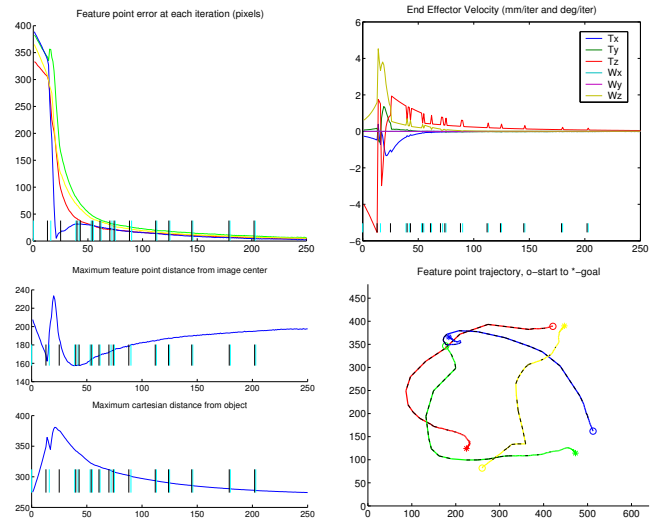 Feature point error at each iteration (pixels)
400
350
300
250
200
150
100
50
0
0 50 100 150 200 250
End Effector Velocity (mm/iter and deg/iter)
6
4
2
0
−2
−4
−6
0 50 100 150 200 250
Tx
Ty
Tz
Wx
Wy
Wz
Maximum feature point distance from image center
240
220
200
180
160
140
0 50 100 150 200 250
Maximum cartesian distance from object
400
350
300
250
0 50 100 150 200 250
Feature point trajectory, o-start to *-goal
450
400
350
300
250
200
150
100
50
0
0 100 200 300 400 500 600